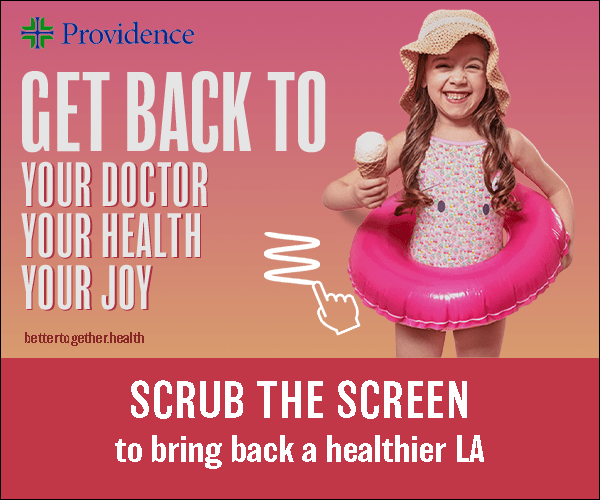 Providence
GET BACK TO
YOUR DOCTOR
YOUR HEALTH
YOUR JOY
bettertogether.health
SCRUB THE SCREEN
to bring back a healthier LA